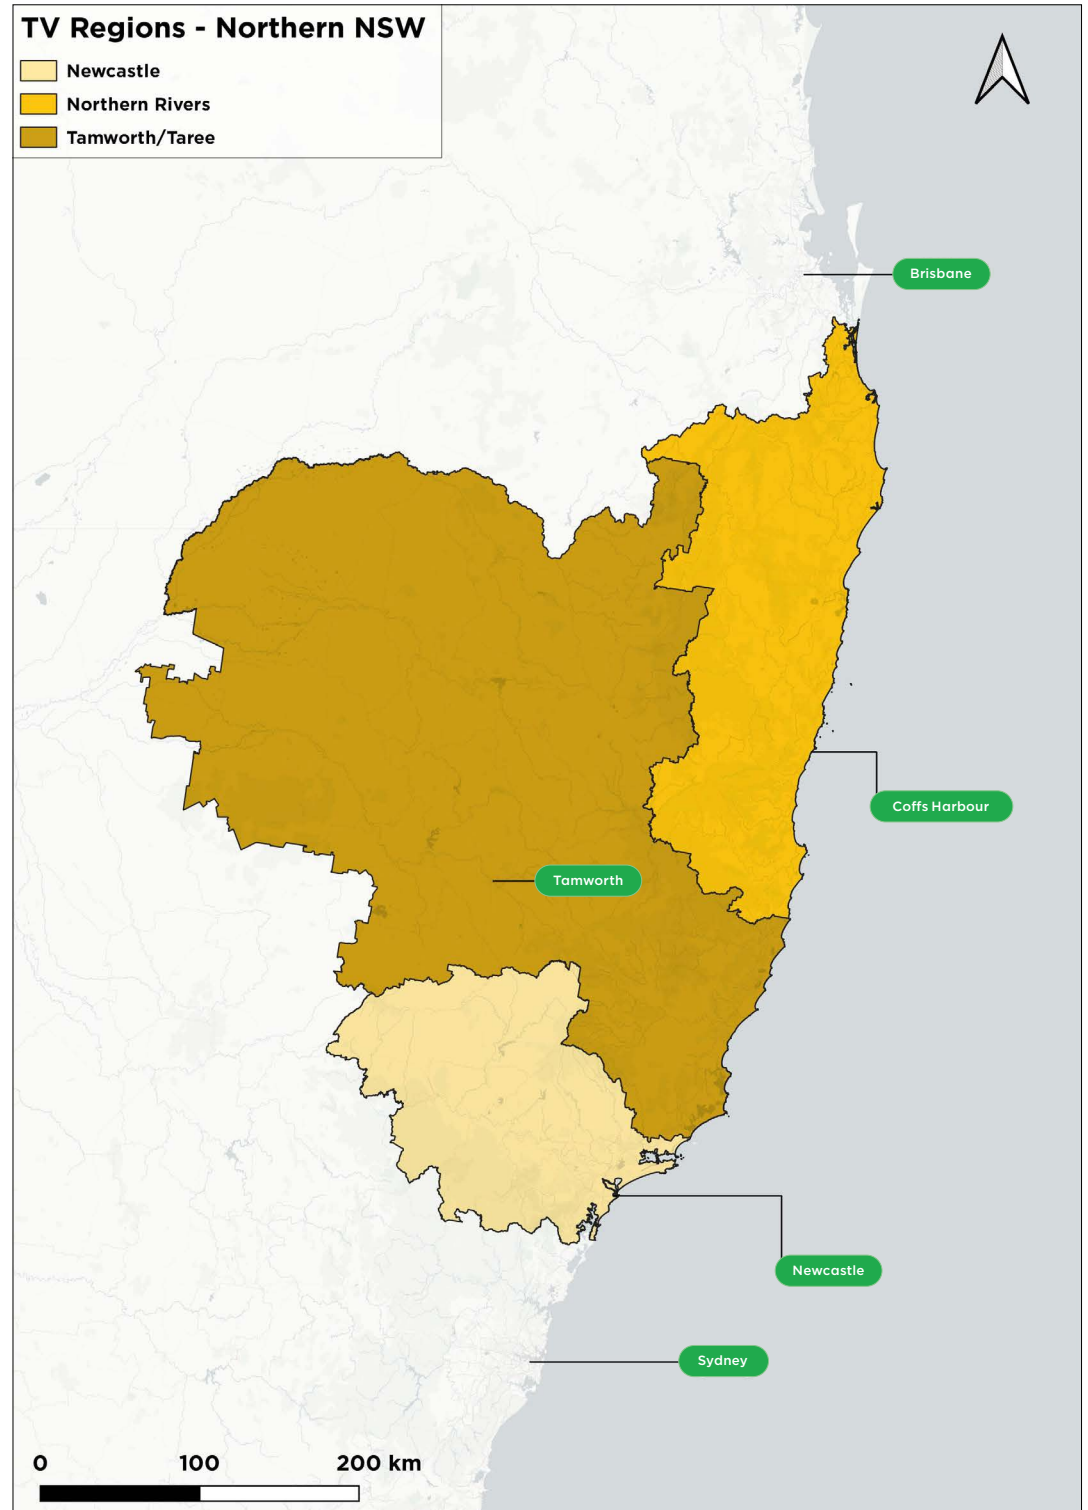 TV Regions - Northern NSW
Newcastle
Northern Rivers
Tamworth/Taree
Brisbane
Coffs Harbour
Tamworth
Newcastle
Sydney
0 100 200 km